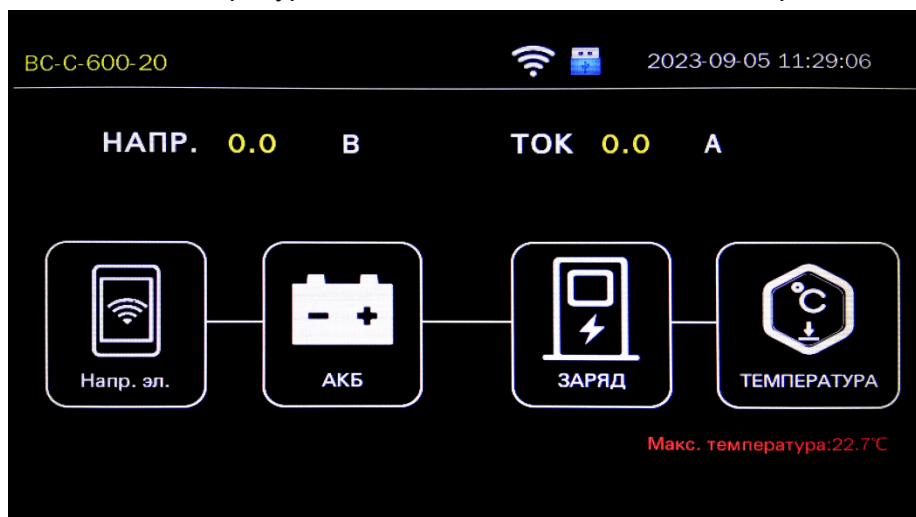 BC-C-600-20 2023-09-05 11:29:06
НАПР. 0.0 В ТОК 0.0 А
°C
Напр. эл. АКБ ЗАРЯД ТЕМПЕРАТУРА
Макс. температура:22.7℃